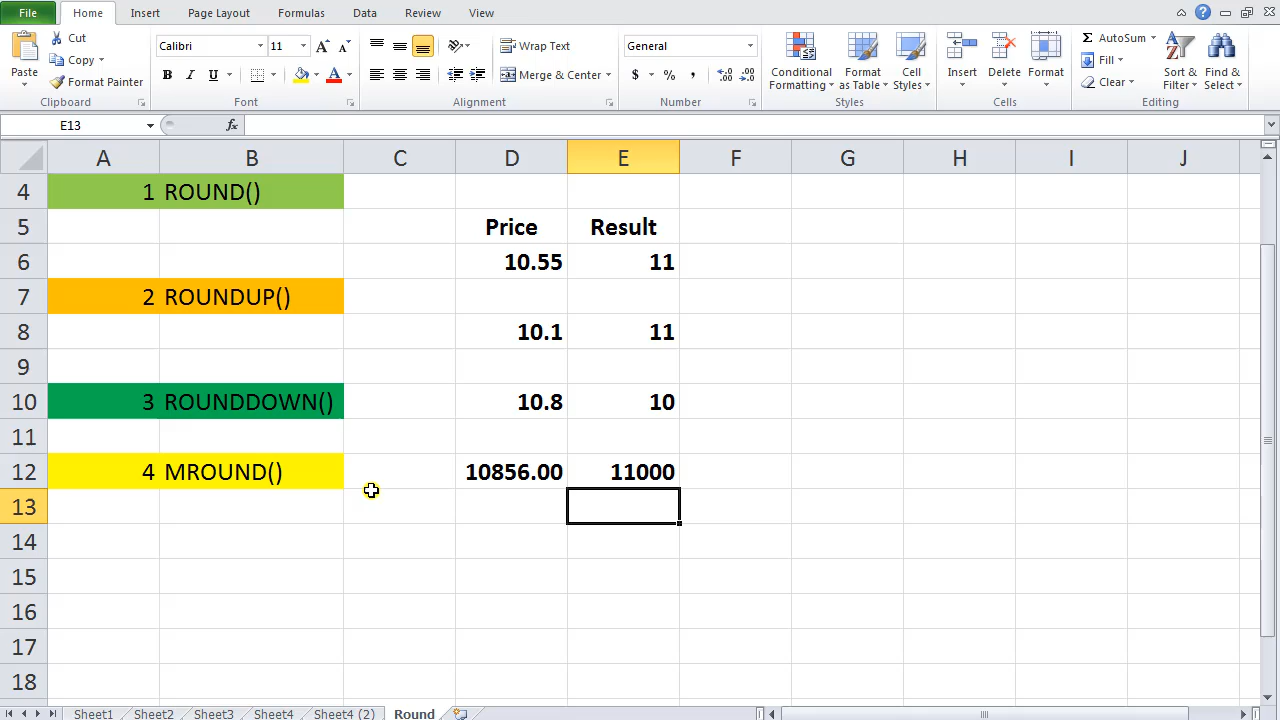 File Home Insert Page Layout Formulas Data Review View
Paste Cut Copy Format Painter
Calibri 11
B I U
Wrap Text
Merge & Center
General
$ % ,
Conditional Formatting
Format as Table
Cell Styles
Insert Delete Format
AutoSum
Fill
Clear
Sort & Filter
Find & Select
Clipboard Font Alignment Number Styles Cells Editing
E13 fx
A B C D E F G H I J
4 1 ROUND()
5 Price Result
6 10.55 11
7 2 ROUNDUP()
8 10.1 11
9
10 3 ROUNDDOWN() 10.8 10
11
12 4 MROUND() 10856.00 11000
13
14
15
16
17
18
Sheet1 Sheet2 Sheet3 Sheet4 Sheet4 (2) Round